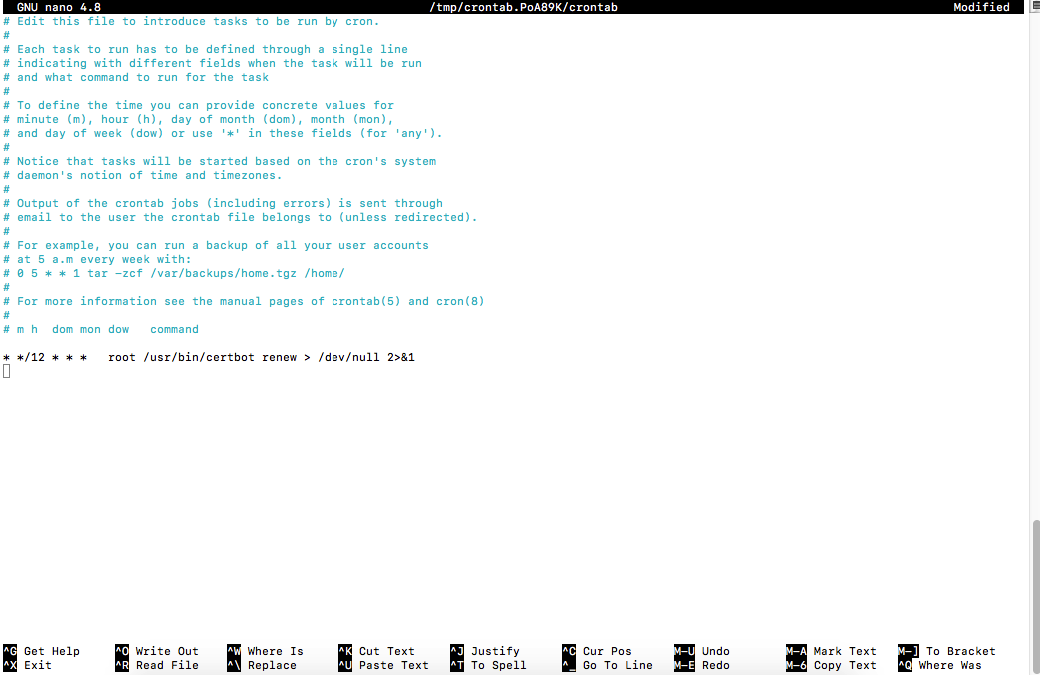 GNU nano 4.8 /tmp/crontab.PoA89K/crontab Modified
# Edit this file to introduce tasks to be run by cron.
#
# Each task to run has to be defined through a single line
# indicating with different fields when the task will be run
# and what command to run for the task
#
# To define the time you can provide concrete values for
# minute (m), hour (h), day of month (dom), month (mon),
# and day of week (dow) or use '*' in these fields (for 'any').
#
# Notice that tasks will be started based on the cron's system
# daemon's notion of time and timezones.
#
# Output of the crontab jobs (including errors) is sent through
# email to the user the crontab file belongs to (unless redirected).
#
# For example, you can run a backup of all your user accounts
# at 5 a.m every week with:
# 0 5 * * 1 tar -zcf /var/backups/home.tgz /home/
#
# For more information see the manual pages of crontab(5) and cron(8)
#
# m h  dom mon dow   command
* */12 * * *   root /usr/bin/certbot renew > /dev/null 2>&1
^G Get Help ^O Write Out ^W Where Is ^K Cut Text ^J Justify ^C Cur Pos M-U Undo M-A Mark Text M-] To Bracket
^X Exit ^R Read File ^\ Replace ^U Paste Text ^T To Spell ^_ Go To Line M-E Redo M-6 Copy Text ^Q Where Was